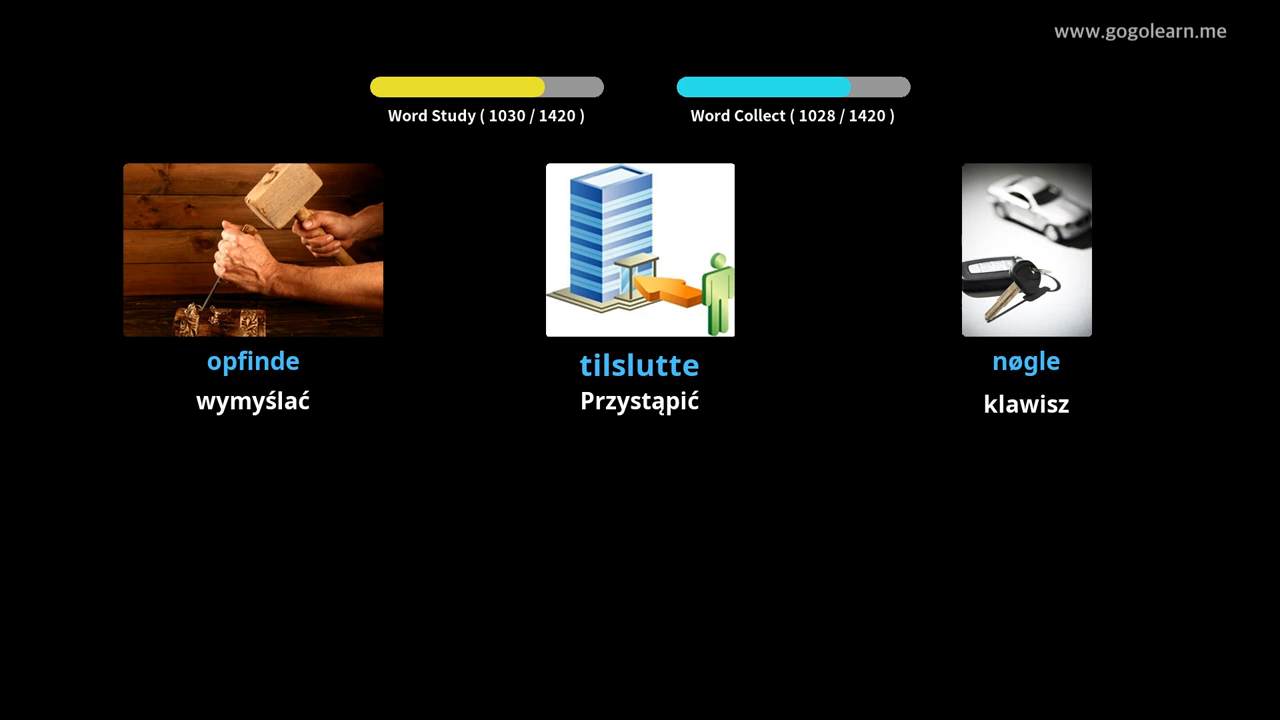 www.gogolearn.me
Word Study ( 1030 / 1420 )
Word Collect ( 1028 / 1420 )
opfinde
wymyślać
tilslutte
Przystąpić
nøgle
klawisz